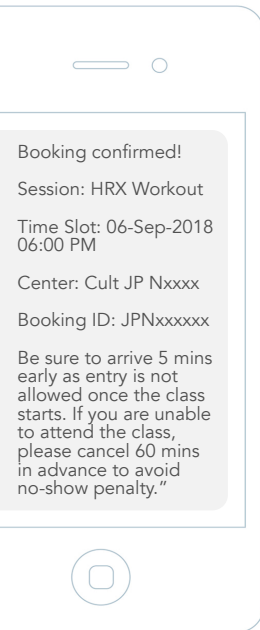 Booking confirmed!
Session: HRX Workout
Time Slot: 06-Sep-2018
06:00 PM
Center: Cult JP Nxxxx
Booking ID: JPNxxxxxx
Be sure to arrive 5 mins
early as entry is not
allowed once the class
starts. If you are unable
to attend the class,
please cancel 60 mins
in advance to avoid
no-show penalty.”